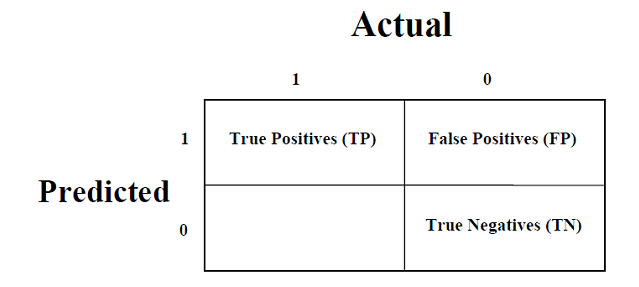 Actual
1 0
1 True Positives (TP) False Positives (FP)
Predicted
0 True Negatives (TN)